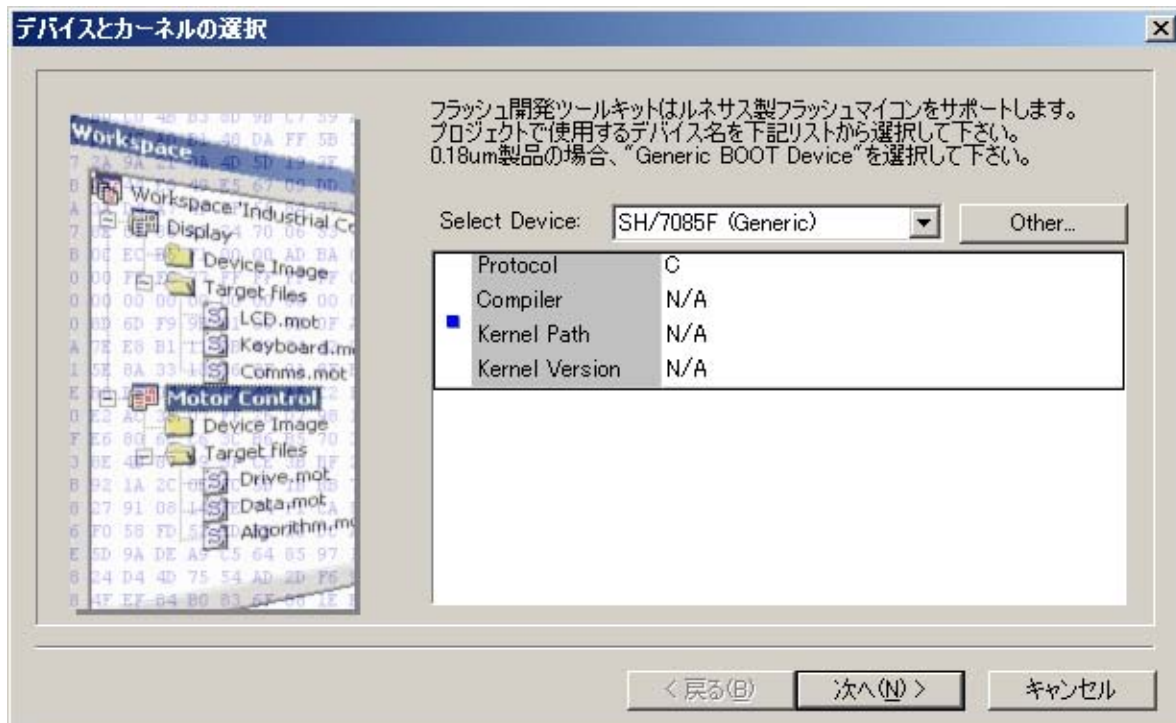 デバイスとカーネルの選択
フラッシュ開発ツールキットはルネサス製フラッシュマイコンをサポートします。
プロジェクトで使用するデバイス名を下記リストから選択して下さい。
0.18um製品の場合、"Generic BOOT Device"を選択して下さい。
Select Device:
SH/7085F (Generic)
Other...
Protocol C
Compiler N/A
Kernel Path N/A
Kernel Version N/A
Workspace
Workspace 'Industrial Co
Display
Device Image
Target files
LCD.mot
Keyboard.m
Comms.mot
Motor Control
Device Image
Target files
Drive.mot
Data.mot
Algorithm.m
< 戻る(B)
次へ(N) >
キャンセル